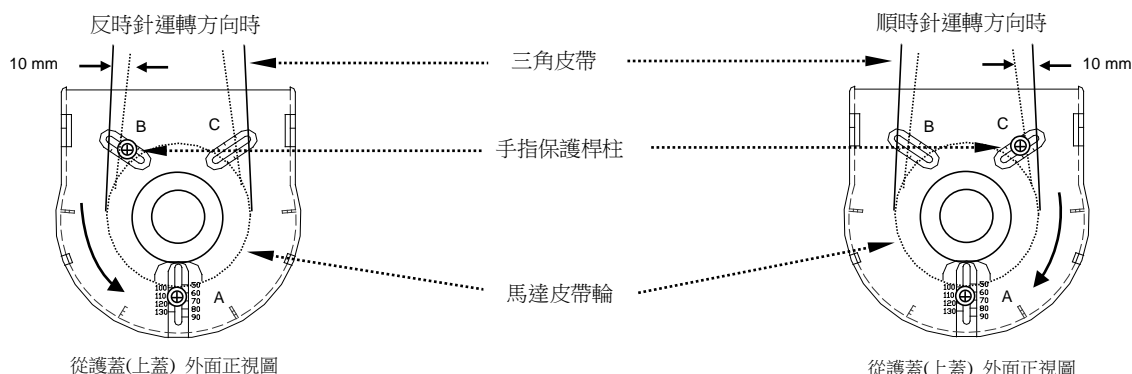 反時針運轉方向時
順時針運轉方向時
10 mm
三角皮帶
10 mm
B
C
B
C
手指保護桿柱
馬達皮帶輪
A
100
110
120
130
50
60
70
80
90
A
100
110
120
130
50
60
70
80
90
從護蓋(上蓋) 外面正視圖
從護蓋(上蓋) 外面正視圖